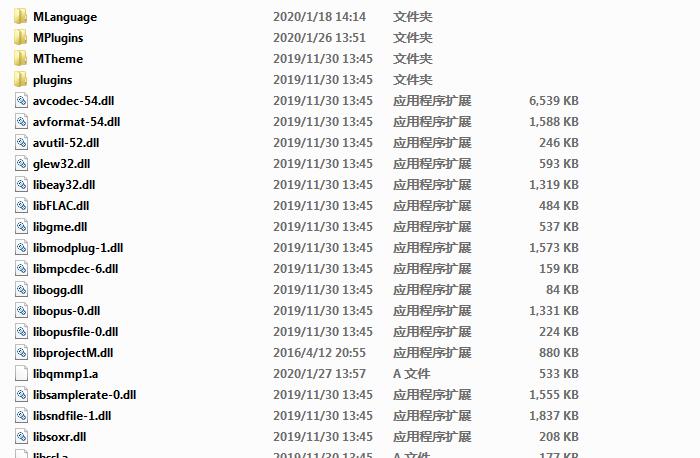 MLanguage 2020/1/18 14:14 文件夹
MPlugins 2020/1/26 13:51 文件夹
MTheme 2019/11/30 13:45 文件夹
plugins 2019/11/30 13:45 文件夹
avcodec-54.dll 2019/11/30 13:45 应用程序扩展 6,539 KB
avformat-54.dll 2019/11/30 13:45 应用程序扩展 1,588 KB
avutil-52.dll 2019/11/30 13:45 应用程序扩展 246 KB
glew32.dll 2019/11/30 13:45 应用程序扩展 593 KB
libeay32.dll 2019/11/30 13:45 应用程序扩展 1,319 KB
libFLAC.dll 2019/11/30 13:45 应用程序扩展 484 KB
libgme.dll 2019/11/30 13:45 应用程序扩展 537 KB
libmodplug-1.dll 2019/11/30 13:45 应用程序扩展 1,573 KB
libmpcdec-6.dll 2019/11/30 13:45 应用程序扩展 159 KB
libogg.dll 2019/11/30 13:45 应用程序扩展 84 KB
libopus-0.dll 2019/11/30 13:45 应用程序扩展 1,331 KB
libopusfile-0.dll 2019/11/30 13:45 应用程序扩展 224 KB
libprojectM.dll 2016/4/12 20:55 应用程序扩展 880 KB
libqmmp1.a 2020/1/27 13:57 A 文件 533 KB
libsamplerate-0.dll 2019/11/30 13:45 应用程序扩展 1,555 KB
libsndfile-1.dll 2019/11/30 13:45 应用程序扩展 1,837 KB
libsoxr.dll 2019/11/30 13:45 应用程序扩展 208 KB
libssl.a 2019/11/30 13:45 A 文件 177 KB